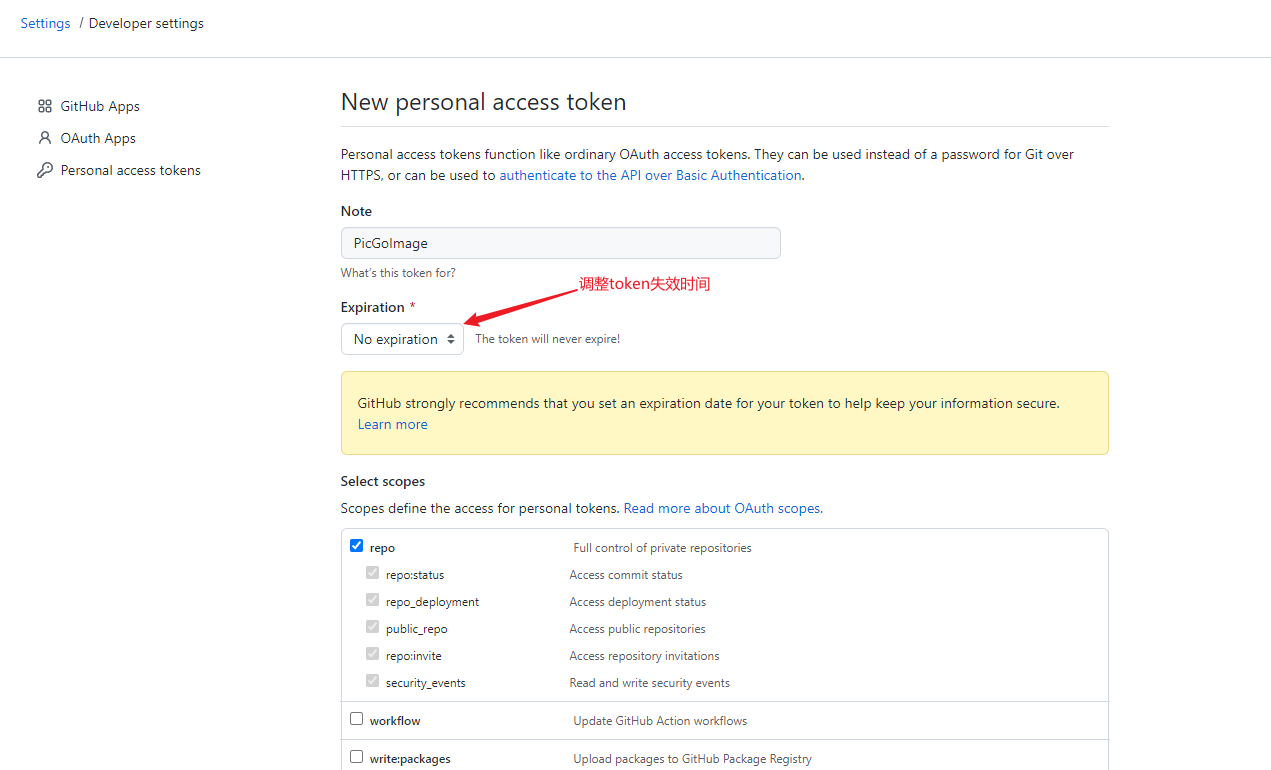 Settings / Developer settings
GitHub Apps
OAuth Apps
Personal access tokens
New personal access token
Personal access tokens function like ordinary OAuth access tokens. They can be used instead of a password for Git over
HTTPS, or can be used to authenticate to the API over Basic Authentication.
Note
PicGoImage
What's this token for?
调整token失效时间
Expiration *
No expiration The token will never expire!
GitHub strongly recommends that you set an expiration date for your token to help keep your information secure.
Learn more
Select scopes
Scopes define the access for personal tokens. Read more about OAuth scopes.
repo Full control of private repositories
repo:status Access commit status
repo_deployment Access deployment status
public_repo Access public repositories
repo:invite Access repository invitations
security_events Read and write security events
workflow Update GitHub Action workflows
write:packages Upload packages to GitHub Package Registry